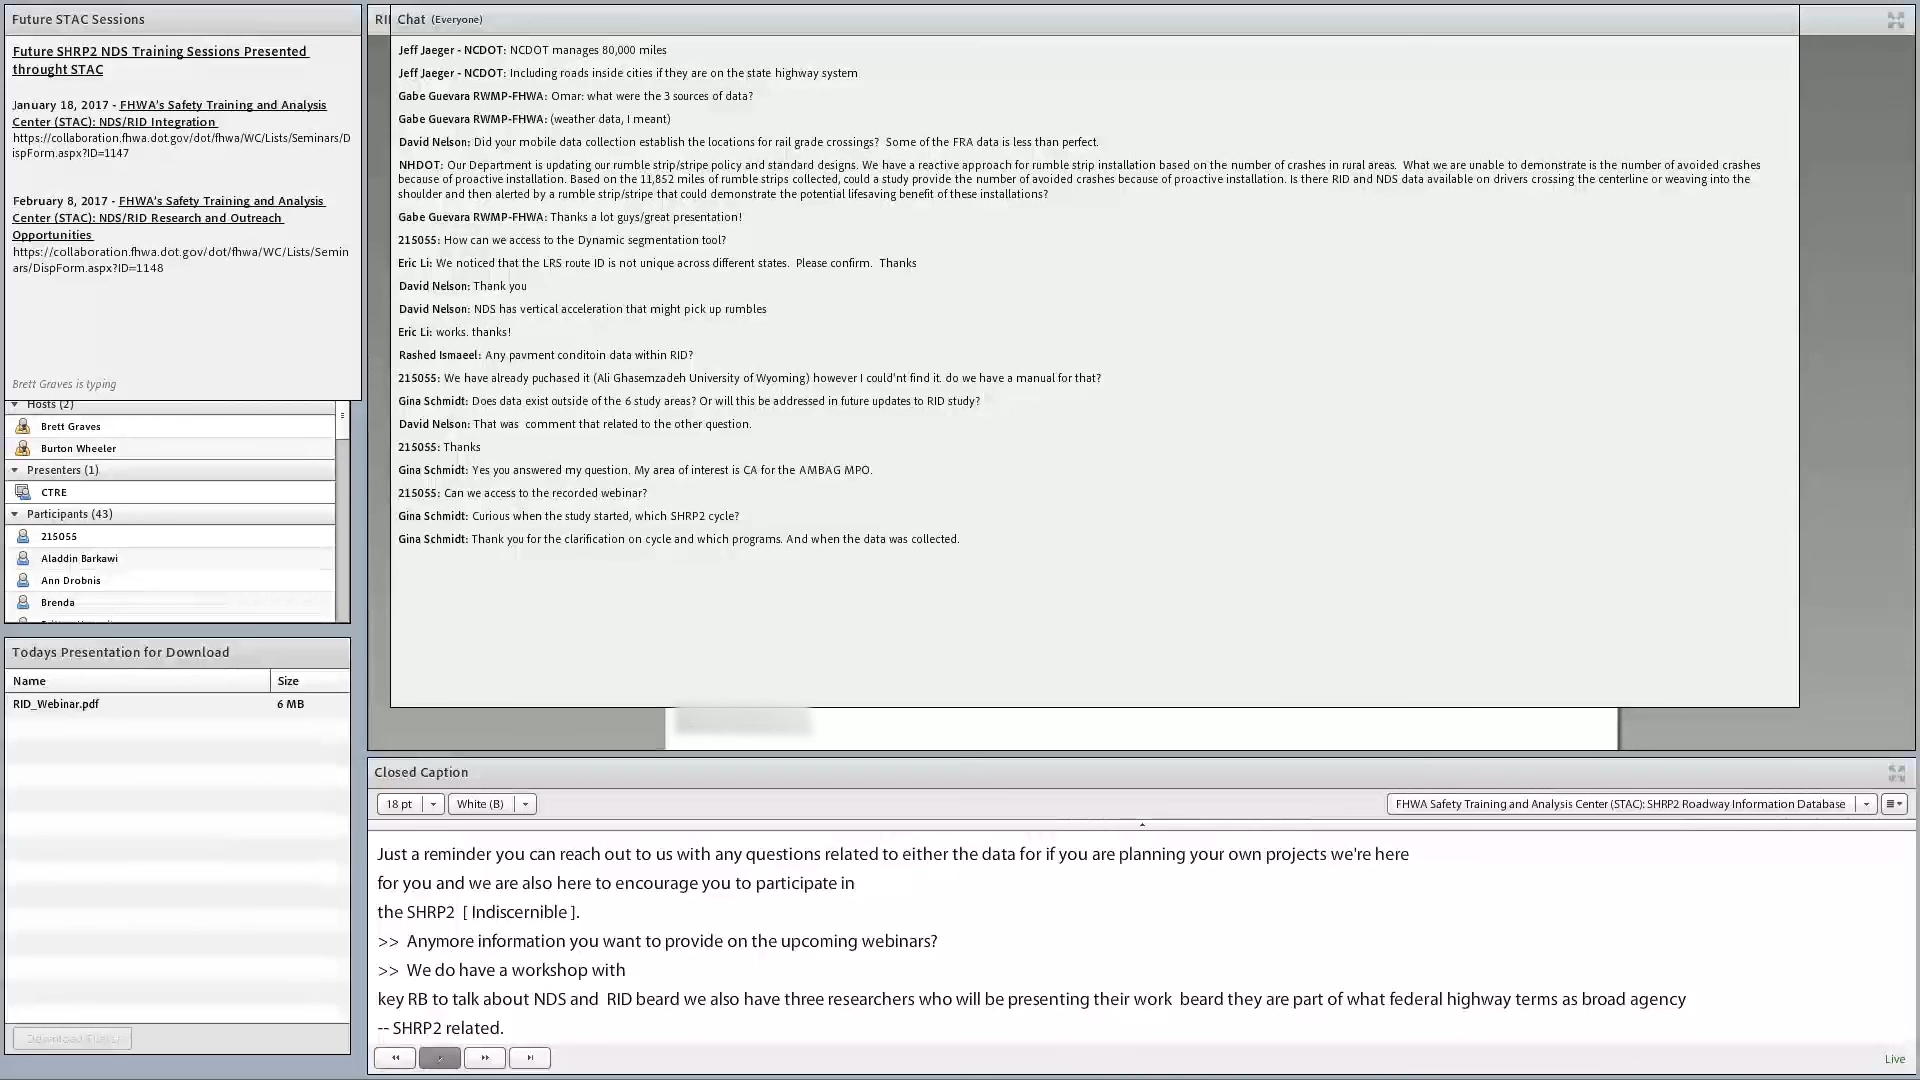 Future STAC Sessions
Future SHRP2 NDS Training Sessions Presented
throught STAC
January 18, 2017 - FHWA's Safety Training and Analysis
Center (STAC): NDS/RID Integration
https://collaboration.fhwa.dot.gov/dot/fhwa/WC/Lists/Seminars/D
ispForm.aspx?ID=1147
February 8, 2017 - FHWA's Safety Training and Analysis
Center (STAC): NDS/RID Research and Outreach
Opportunities
https://collaboration.fhwa.dot.gov/dot/fhwa/WC/Lists/Semin
ars/DispForm.aspx?ID=1148
Brett Graves is typing
Hosts (2)
Brett Graves
Burton Wheeler
Presenters (1)
CTRE
Participants (43)
215055
Aladdin Barkawi
Ann Drobnis
Brenda
Todays Presentation for Download
Name Size
RID_Webinar.pdf 6 MB
Chat (Everyone)
Jeff Jaeger - NCDOT: NCDOT manages 80,000 miles
Jeff Jaeger - NCDOT: Including roads inside cities if they are on the state highway system
Gabe Guevara RWMP-FHWA: Omar: what were the 3 sources of data?
Gabe Guevara RWMP-FHWA: (weather data, I meant)
David Nelson: Did your mobile data collection establish the locations for rail grade crossings? Some of the FRA data is less than perfect.
NHDOT: Our Department is updating our rumble strip/stripe policy and standard designs. We have a reactive approach for rumble strip installation based on the number of crashes in rural areas. What we are unable to demonstrate is the number of avoided crashes
because of proactive installation. Based on the 11,852 miles of rumble strips collected, could a study provide the number of avoided crashes because of proactive installation. Is there RID and NDS data available on drivers crossing the centerline or weaving into the
shoulder and then alerted by a rumble strip/stripe that could demonstrate the potential lifesaving benefit of these installations?
Gabe Guevara RWMP-FHWA: Thanks a lot guys/great presentation!
215055: How can we access to the Dynamic segmentation tool?
Eric Li: We noticed that the LRS route ID is not unique across different states. Please confirm. Thanks
David Nelson: Thank you
David Nelson: NDS has vertical acceleration that might pick up rumbles
Eric Li: works. thanks!
Rashed Ismaeel: Any pavment conditoin data within RID?
215055: We have already puchased it (Ali Ghasemzadeh University of Wyoming) however I could'nt find it. do we have a manual for that?
Gina Schmidt: Does data exist outside of the 6 study areas? Or will this be addressed in future updates to RID study?
David Nelson: That was comment that related to the other question.
215055: Thanks
Gina Schmidt: Yes you answered my question. My area of interest is CA for the AMBAG MPO.
215055: Can we access to the recorded webinar?
Gina Schmidt: Curious when the study started, which SHRP2 cycle?
Gina Schmidt: Thank you for the clarification on cycle and which programs. And when the data was collected.
Closed Caption
18 pt White (B) FHWA Safety Training and Analysis Center (STAC): SHRP2 Roadway Information Database
Just a reminder you can reach out to us with any questions related to either the data for if you are planning your own projects we're here
for you and we are also here to encourage you to participate in
the SHRP2 [ Indiscernible ].
>> Anymore information you want to provide on the upcoming webinars?
>> We do have a workshop with
key RB to talk about NDS and RID beard we also have three researchers who will be presenting their work beard they are part of what federal highway terms as broad agency
-- SHRP2 related.
Live